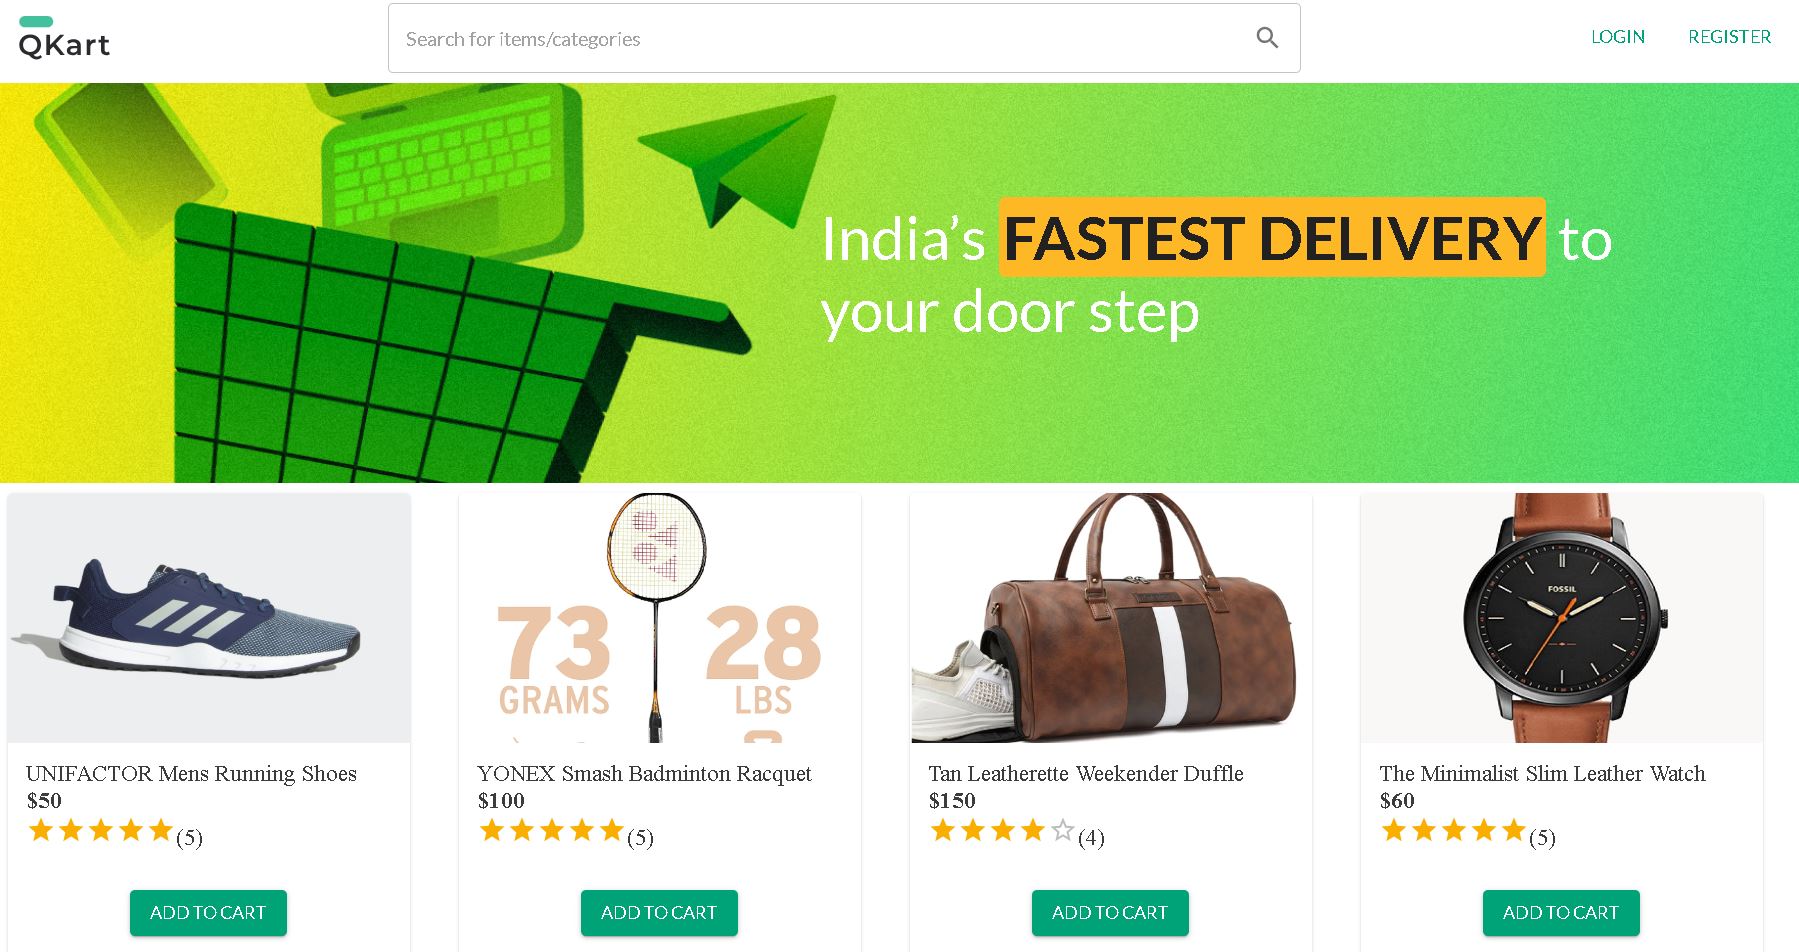 QKart
Search for items/categories
LOGIN
REGISTER
India's FASTEST DELIVERY to
your door step
73
GRAMS
28
LBS
FOSSIL
UNIFACTOR Mens Running Shoes
$50
(5)
ADD TO CART
YONEX Smash Badminton Racquet
$100
(5)
ADD TO CART
Tan Leatherette Weekender Duffle
$150
(4)
ADD TO CART
The Minimalist Slim Leather Watch
$60
(5)
ADD TO CART